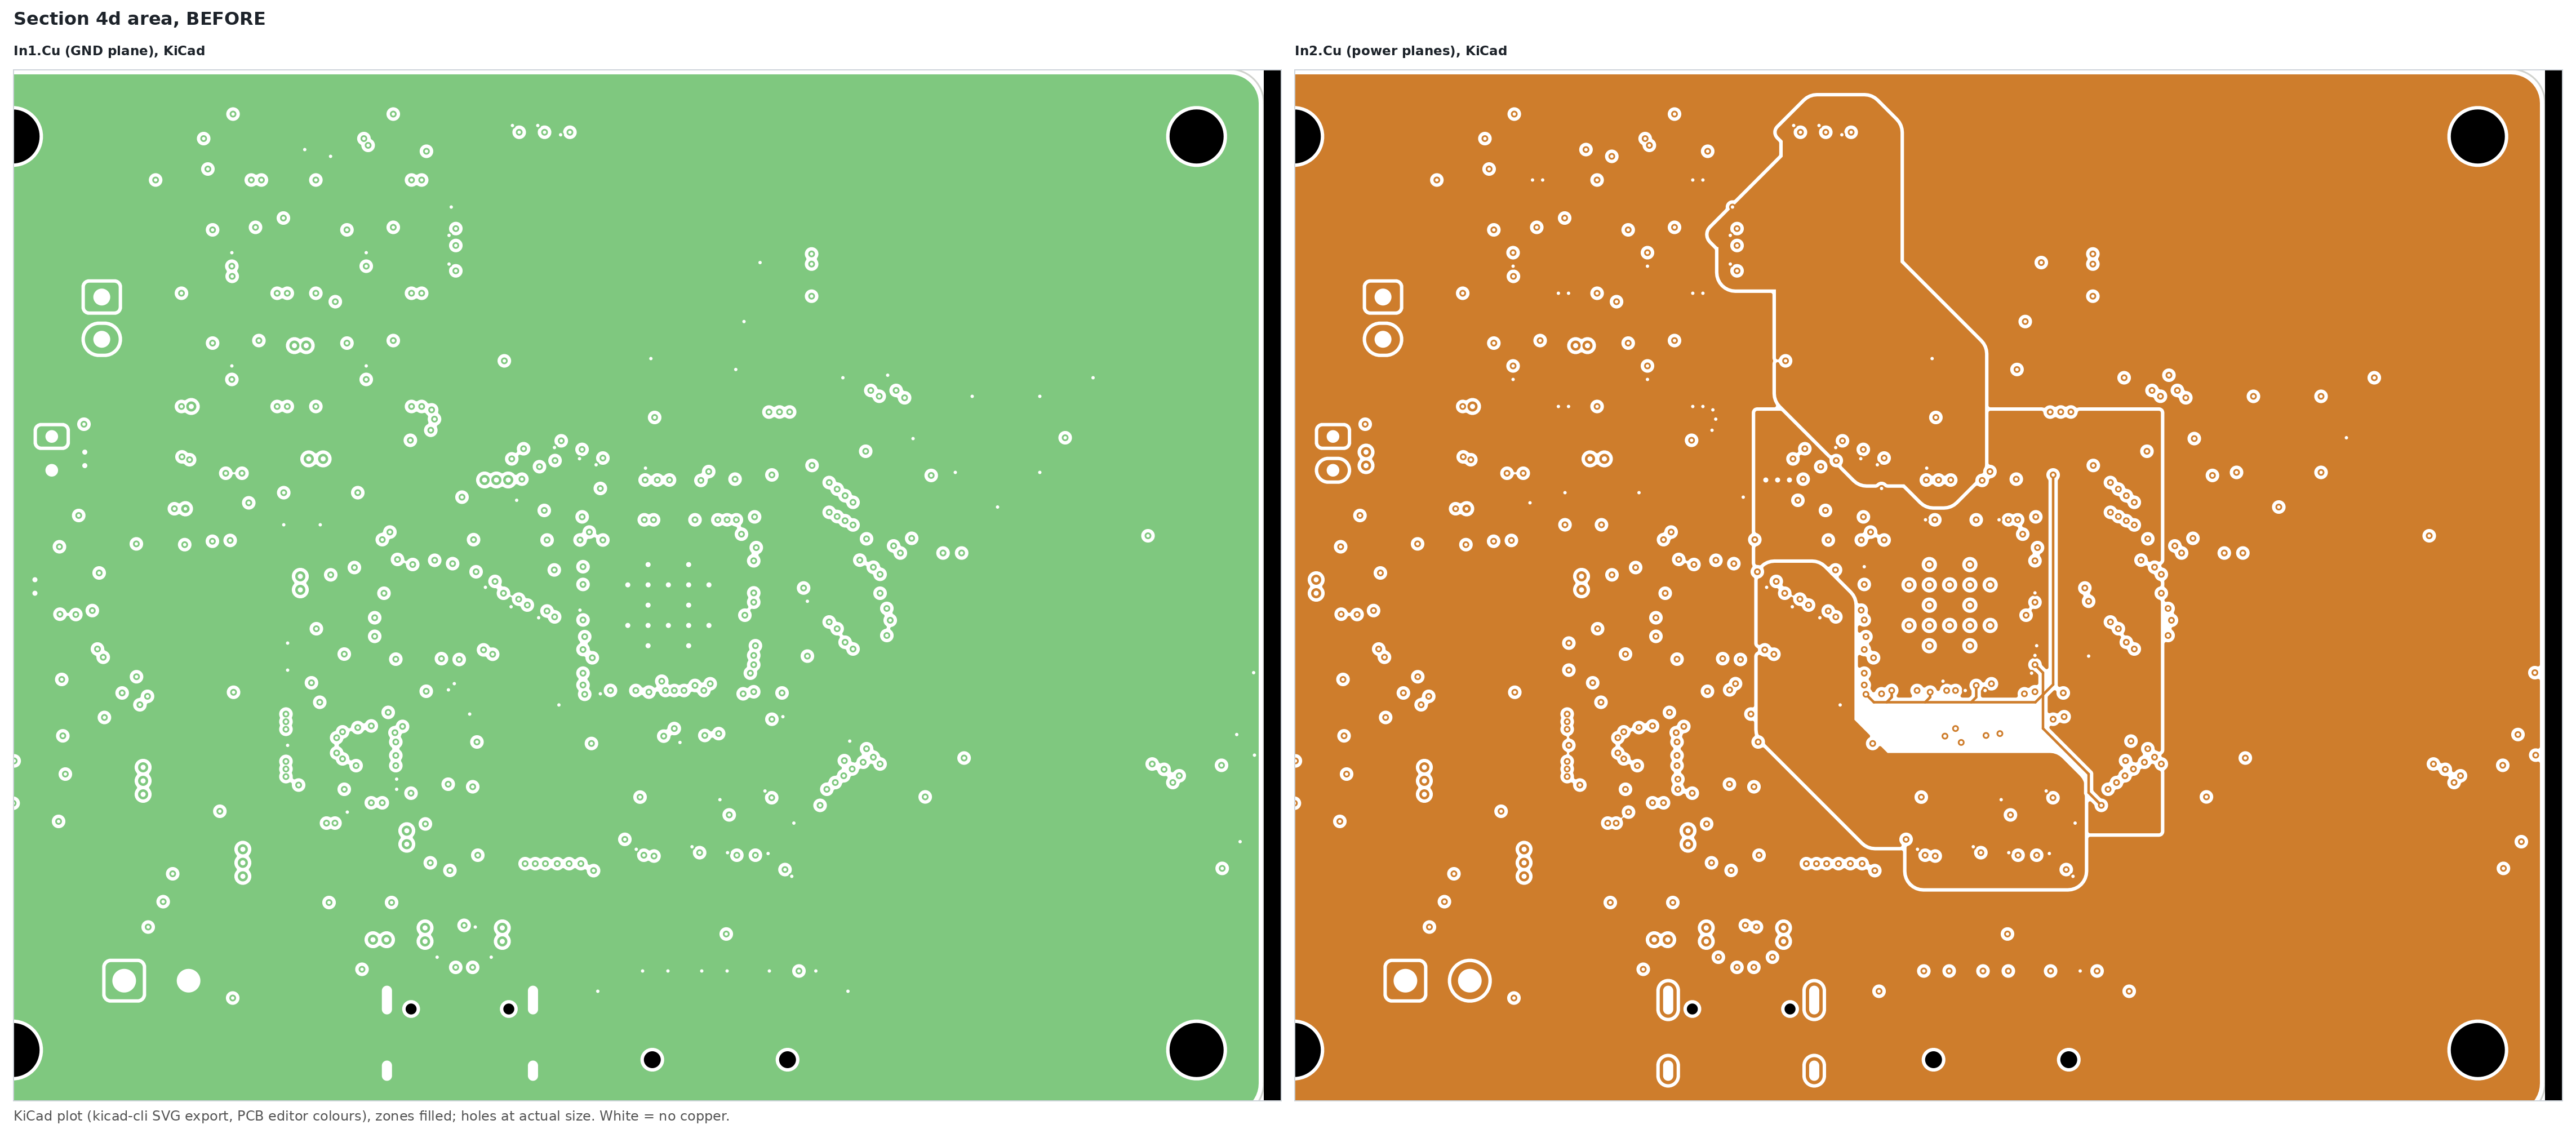 Section 4d area, BEFORE
In1.Cu (GND plane), KiCad
In2.Cu (power planes), KiCad
KiCad plot (kicad-cli SVG export, PCB editor colours), zones filled; holes at actual size. White = no copper.